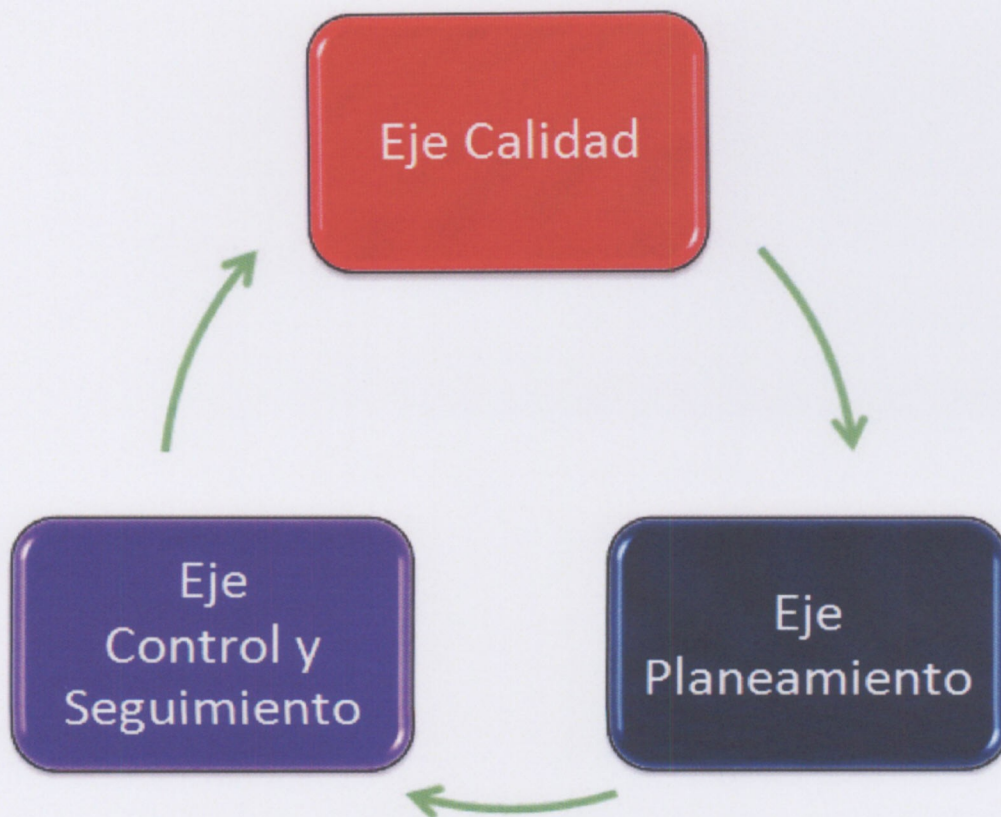 Eje Calidad
Eje
Planeamiento
Eje
Control y
Seguimiento